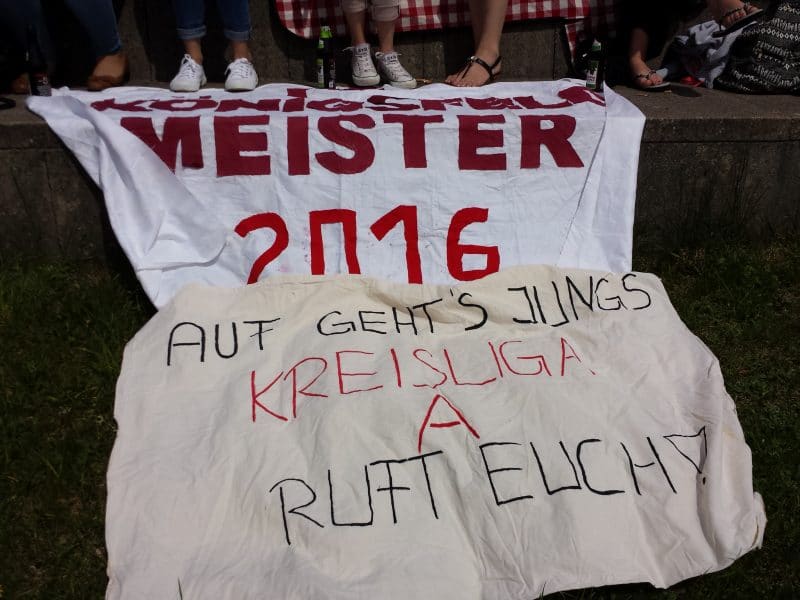 KÖNIGSFELD
MEISTER
2016
AUF GEHT'S JUNGS
KREISLIGA
A
RUFT EUCH